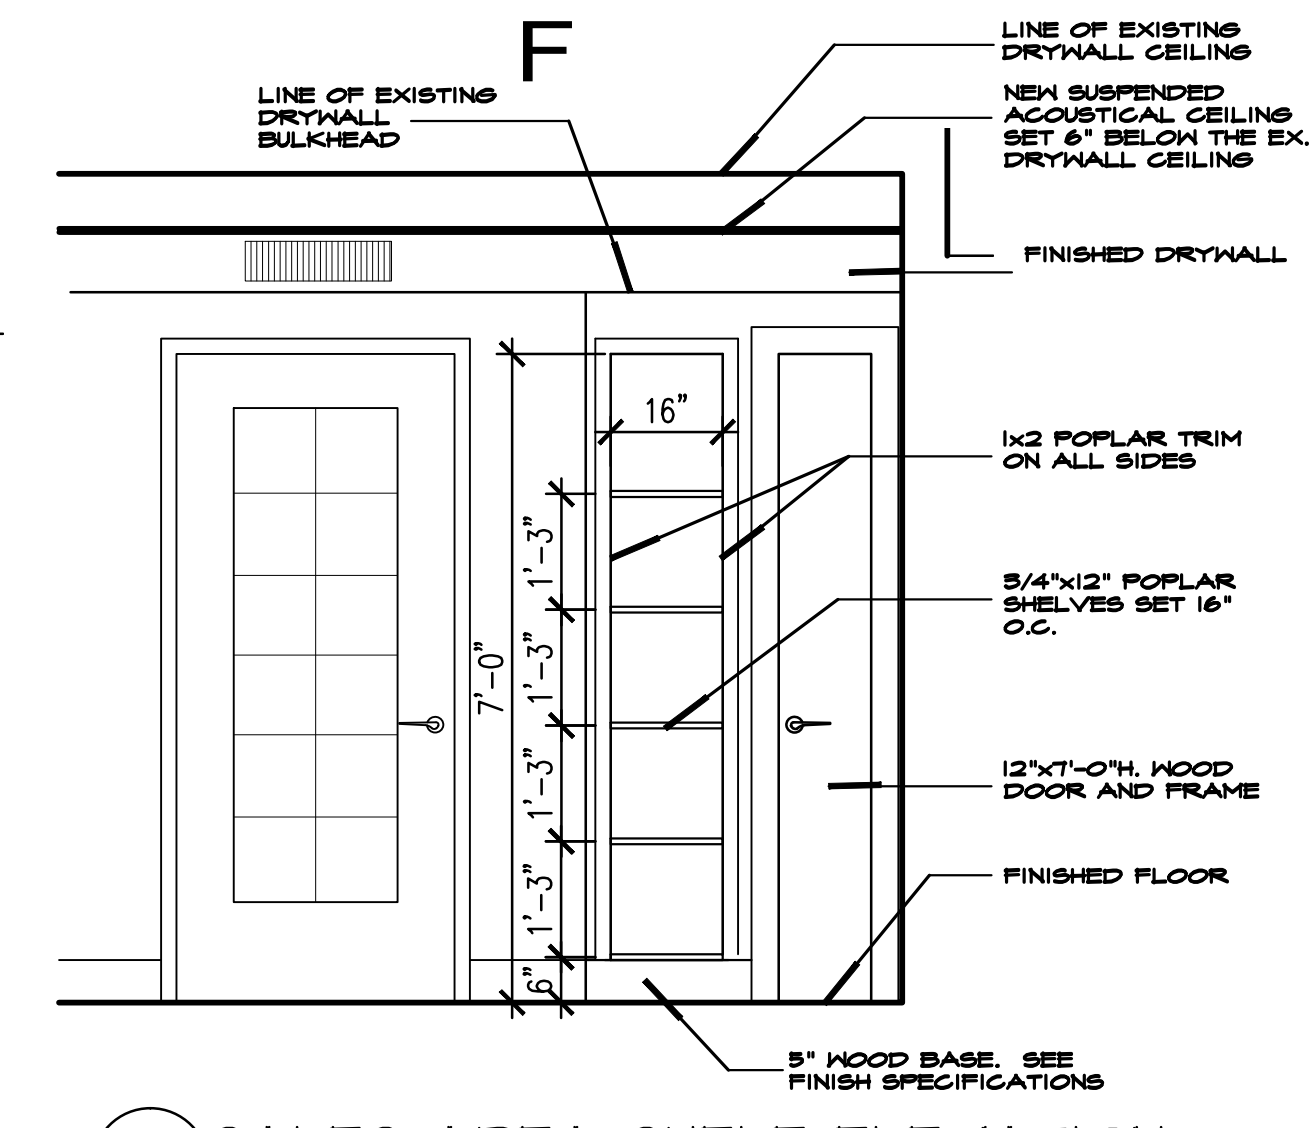 F
LINE OF EXISTING
DRYWALL CEILING
LINE OF EXISTING
DRYWALL
BULKHEAD
NEW SUSPENDED
ACOUSTICAL CEILING
SET 6" BELOW THE EX.
DRYWALL CEILING
FINISHED DRYWALL
16"
1x2 POPLAR TRIM
ON ALL SIDES
1'-3"
3/4"x12" POPLAR
SHELVES SET 16"
O.C.
7'-0"
1'-3"
1'-3"
12"x7'-0"H. WOOD
DOOR AND FRAME
1'-3"
FINISHED FLOOR
6"
5" WOOD BASE.  SEE
FINISH SPECIFICATIONS